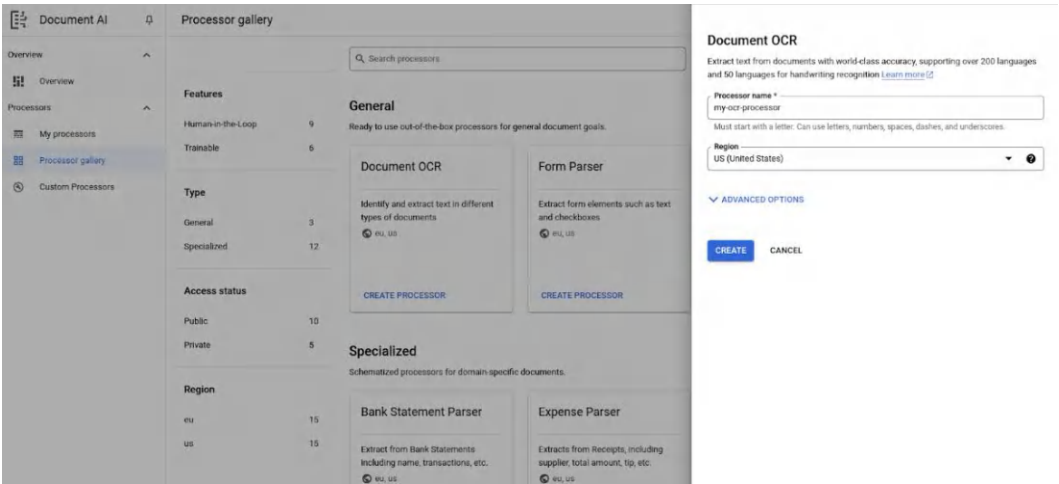 Document AI
Overview
Overview
Processors
My processors
Processor gallery
Custom Processors
Processor gallery
Features
Human-in-the-Loop 9
Trainable 6
Type
General 3
Specialized 12
Access status
Public 10
Private 5
Region
eu 15
us 15
Search processors
General
Ready to use out-of-the-box processors for general document goals.
Document OCR
Identify and extract text in different
types of documents
eu, us
CREATE PROCESSOR
Form Parser
Extract form elements such as text
and checkboxes
eu, us
CREATE PROCESSOR
Specialized
Schematized processors for domain-specific documents.
Bank Statement Parser
Extract from Bank Statements
including name, transactions, etc.
eu, us
Expense Parser
Extracts from Receipts, including
supplier, total amount, tip, etc.
eu, us
Document OCR
Extract text from documents with world-class accuracy, supporting over 200 languages
and 50 languages for handwriting recognition Learn more
Processor name *
my-ocr-processor
Must start with a letter. Can use letters, numbers, spaces, dashes, and underscores.
Region
US (United States)
ADVANCED OPTIONS
CREATE CANCEL